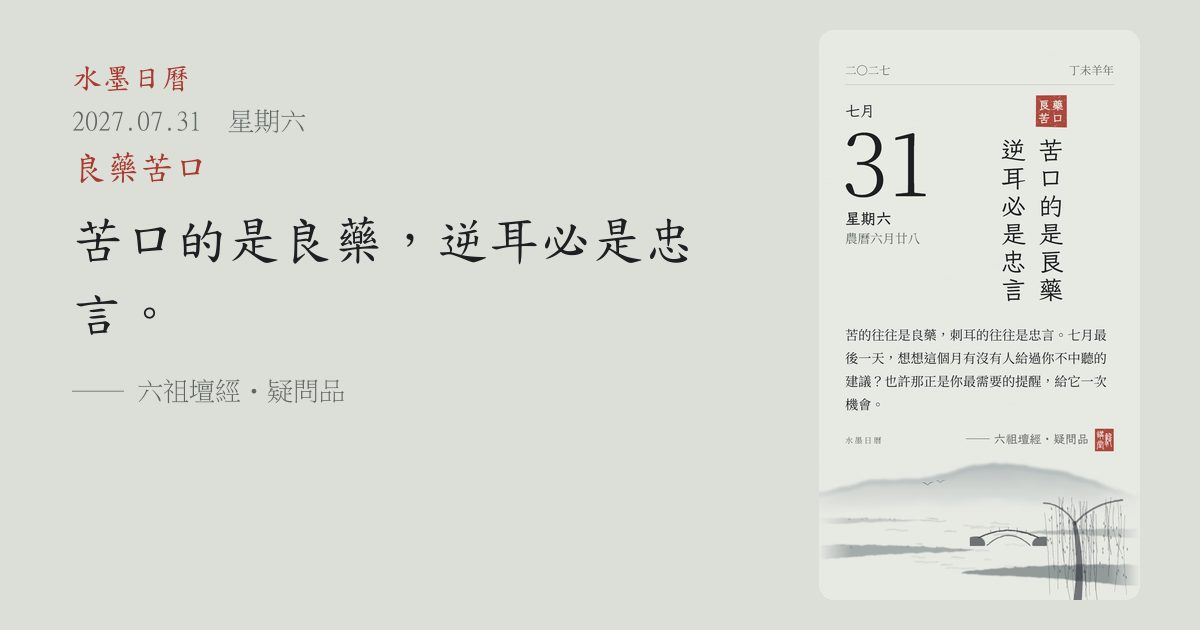 水墨日曆
2027.07.31 星期六
良藥苦口
苦口的是良藥，逆耳必是忠
言。
—— 六祖壇經・疑問品
二〇二七
丁未羊年
七月
31
星期六
農曆六月廿八
藥口
良苦
苦口的是良藥
逆耳必是忠言
苦的往往是良藥，刺耳的往往是忠言。七月最
後一天，想想這個月有沒有人給過你不中聽的
建議？也許那正是你最需要的提醒，給它一次
機會。
水墨日曆
—— 六祖壇經・疑問品